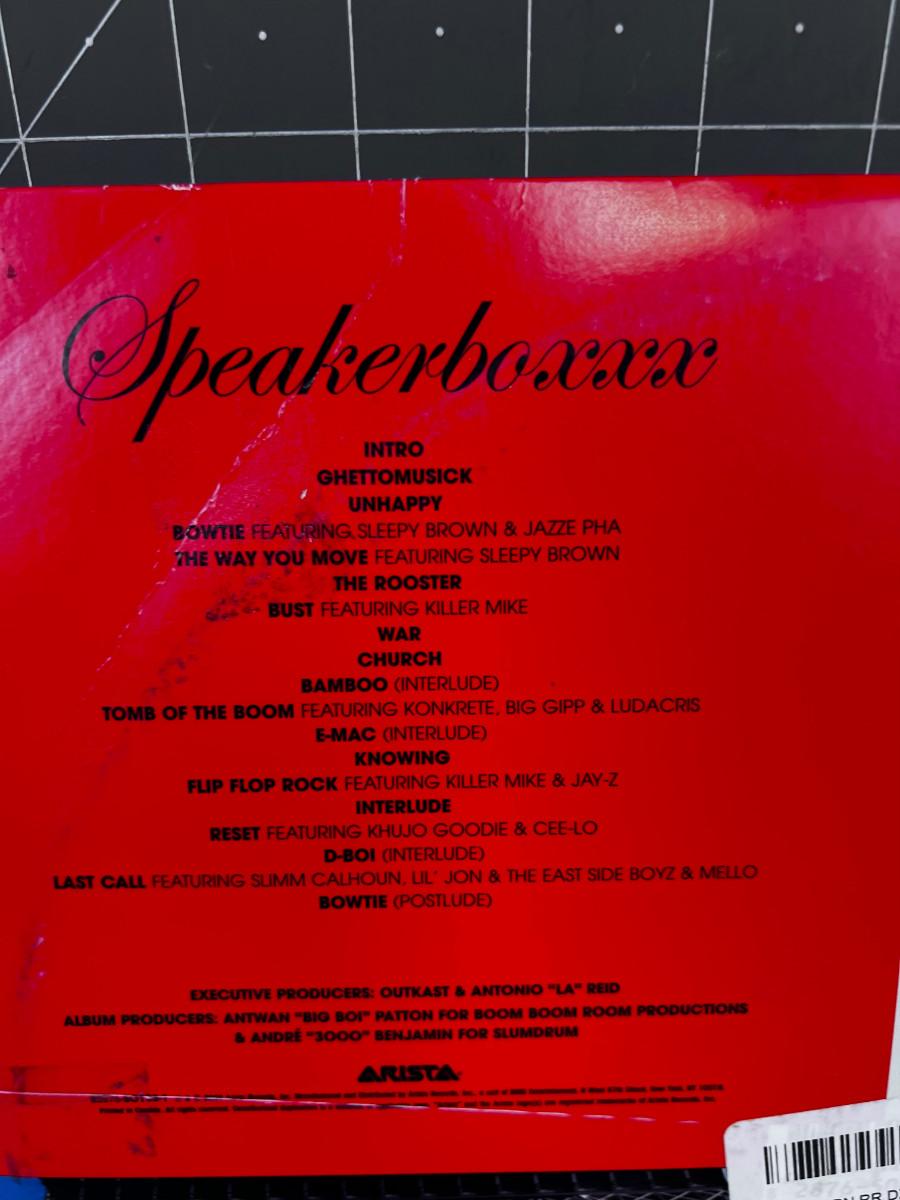 Speakerboxxx
INTRO
GHETTOMUSICK
UNHAPPY
BOWTIE FEATURING SLEEPY BROWN & JAZZE PHA
THE WAY YOU MOVE FEATURING SLEEPY BROWN
THE ROOSTER
BUST FEATURING KILLER MIKE
WAR
CHURCH
BAMBOO (INTERLUDE)
TOMB OF THE BOOM FEATURING KONKRETE, BIG GIPP & LUDACRIS
E-MAC (INTERLUDE)
KNOWING
FLIP FLOP ROCK FEATURING KILLER MIKE & JAY-Z
INTERLUDE
RESET FEATURING KHUJO GOODIE & CEE-LO
D-BOI (INTERLUDE)
LAST CALL FEATURING SLIMM CALHOUN, LIL' JON & THE EAST SIDE BOYZ & MELLO
BOWTIE (POSTLUDE)
EXECUTIVE PRODUCERS: OUTKAST & ANTONIO "LA" REID
ALBUM PRODUCERS: ANTWAN "BIG BOI" PATTON FOR BOOM BOOM ROOM PRODUCTIONS
& ANDRÉ "3000" BENJAMIN FOR SLUMDRUM
ARISTA